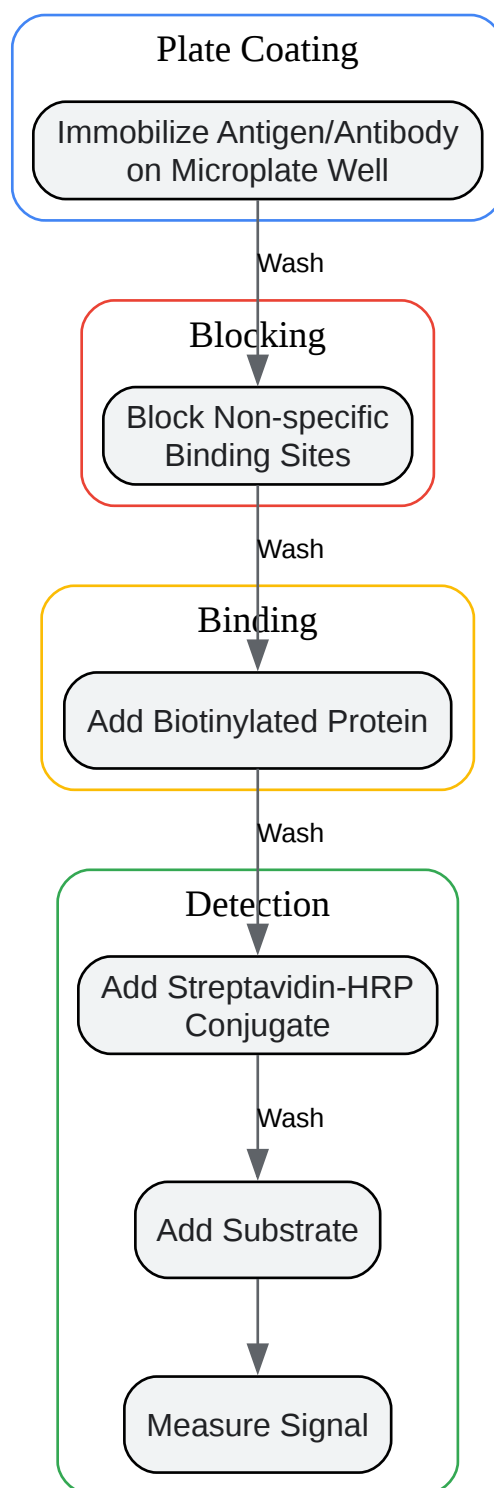 Plate Coating
Immobilize Antigen/Antibody
on Microplate Well
Wash
Blocking
Block Non-specific
Binding Sites
Wash
Binding
Add Biotinylated Protein
Wash
Detection
Add Streptavidin-HRP
Conjugate
Wash
Add Substrate
Measure Signal